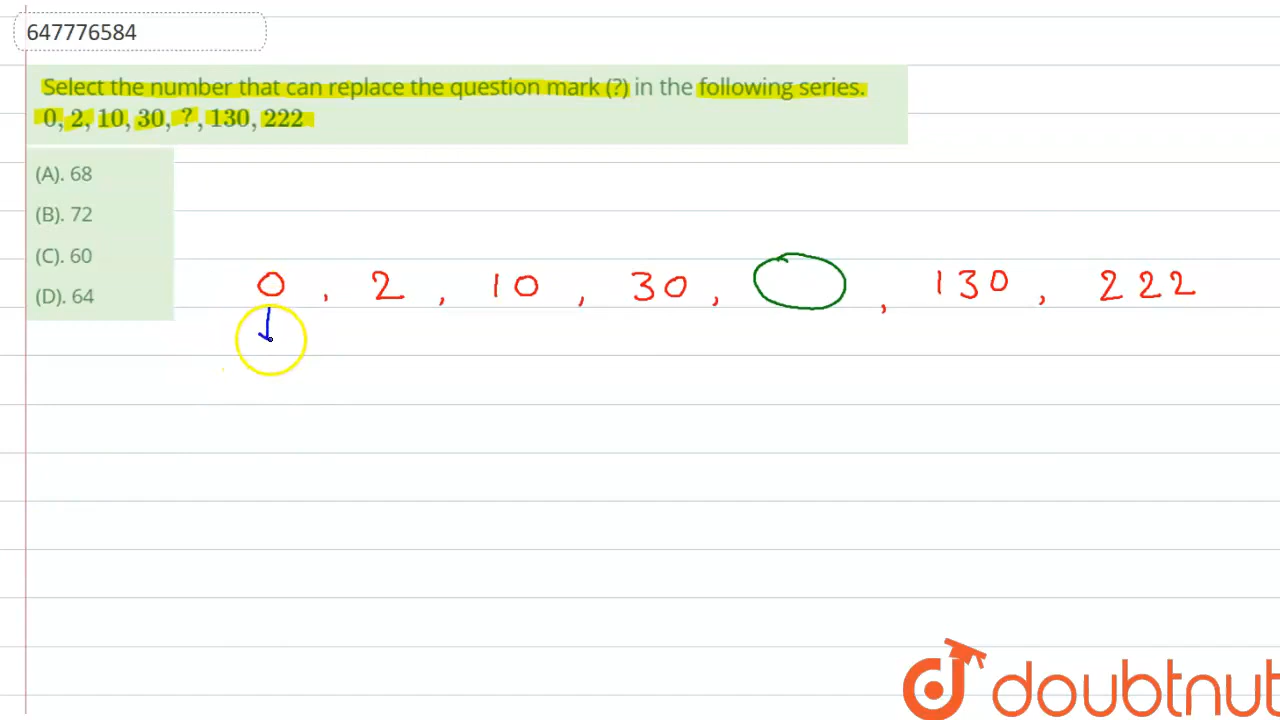 647776584
Select the number that can replace the question mark (?) in the following series.
0, 2, 10, 30, ?, 130, 222
(A). 68
(B). 72
(C). 60
(D). 64
0 , 2 , 10 , 30 , , 130 , 222
doubtnut